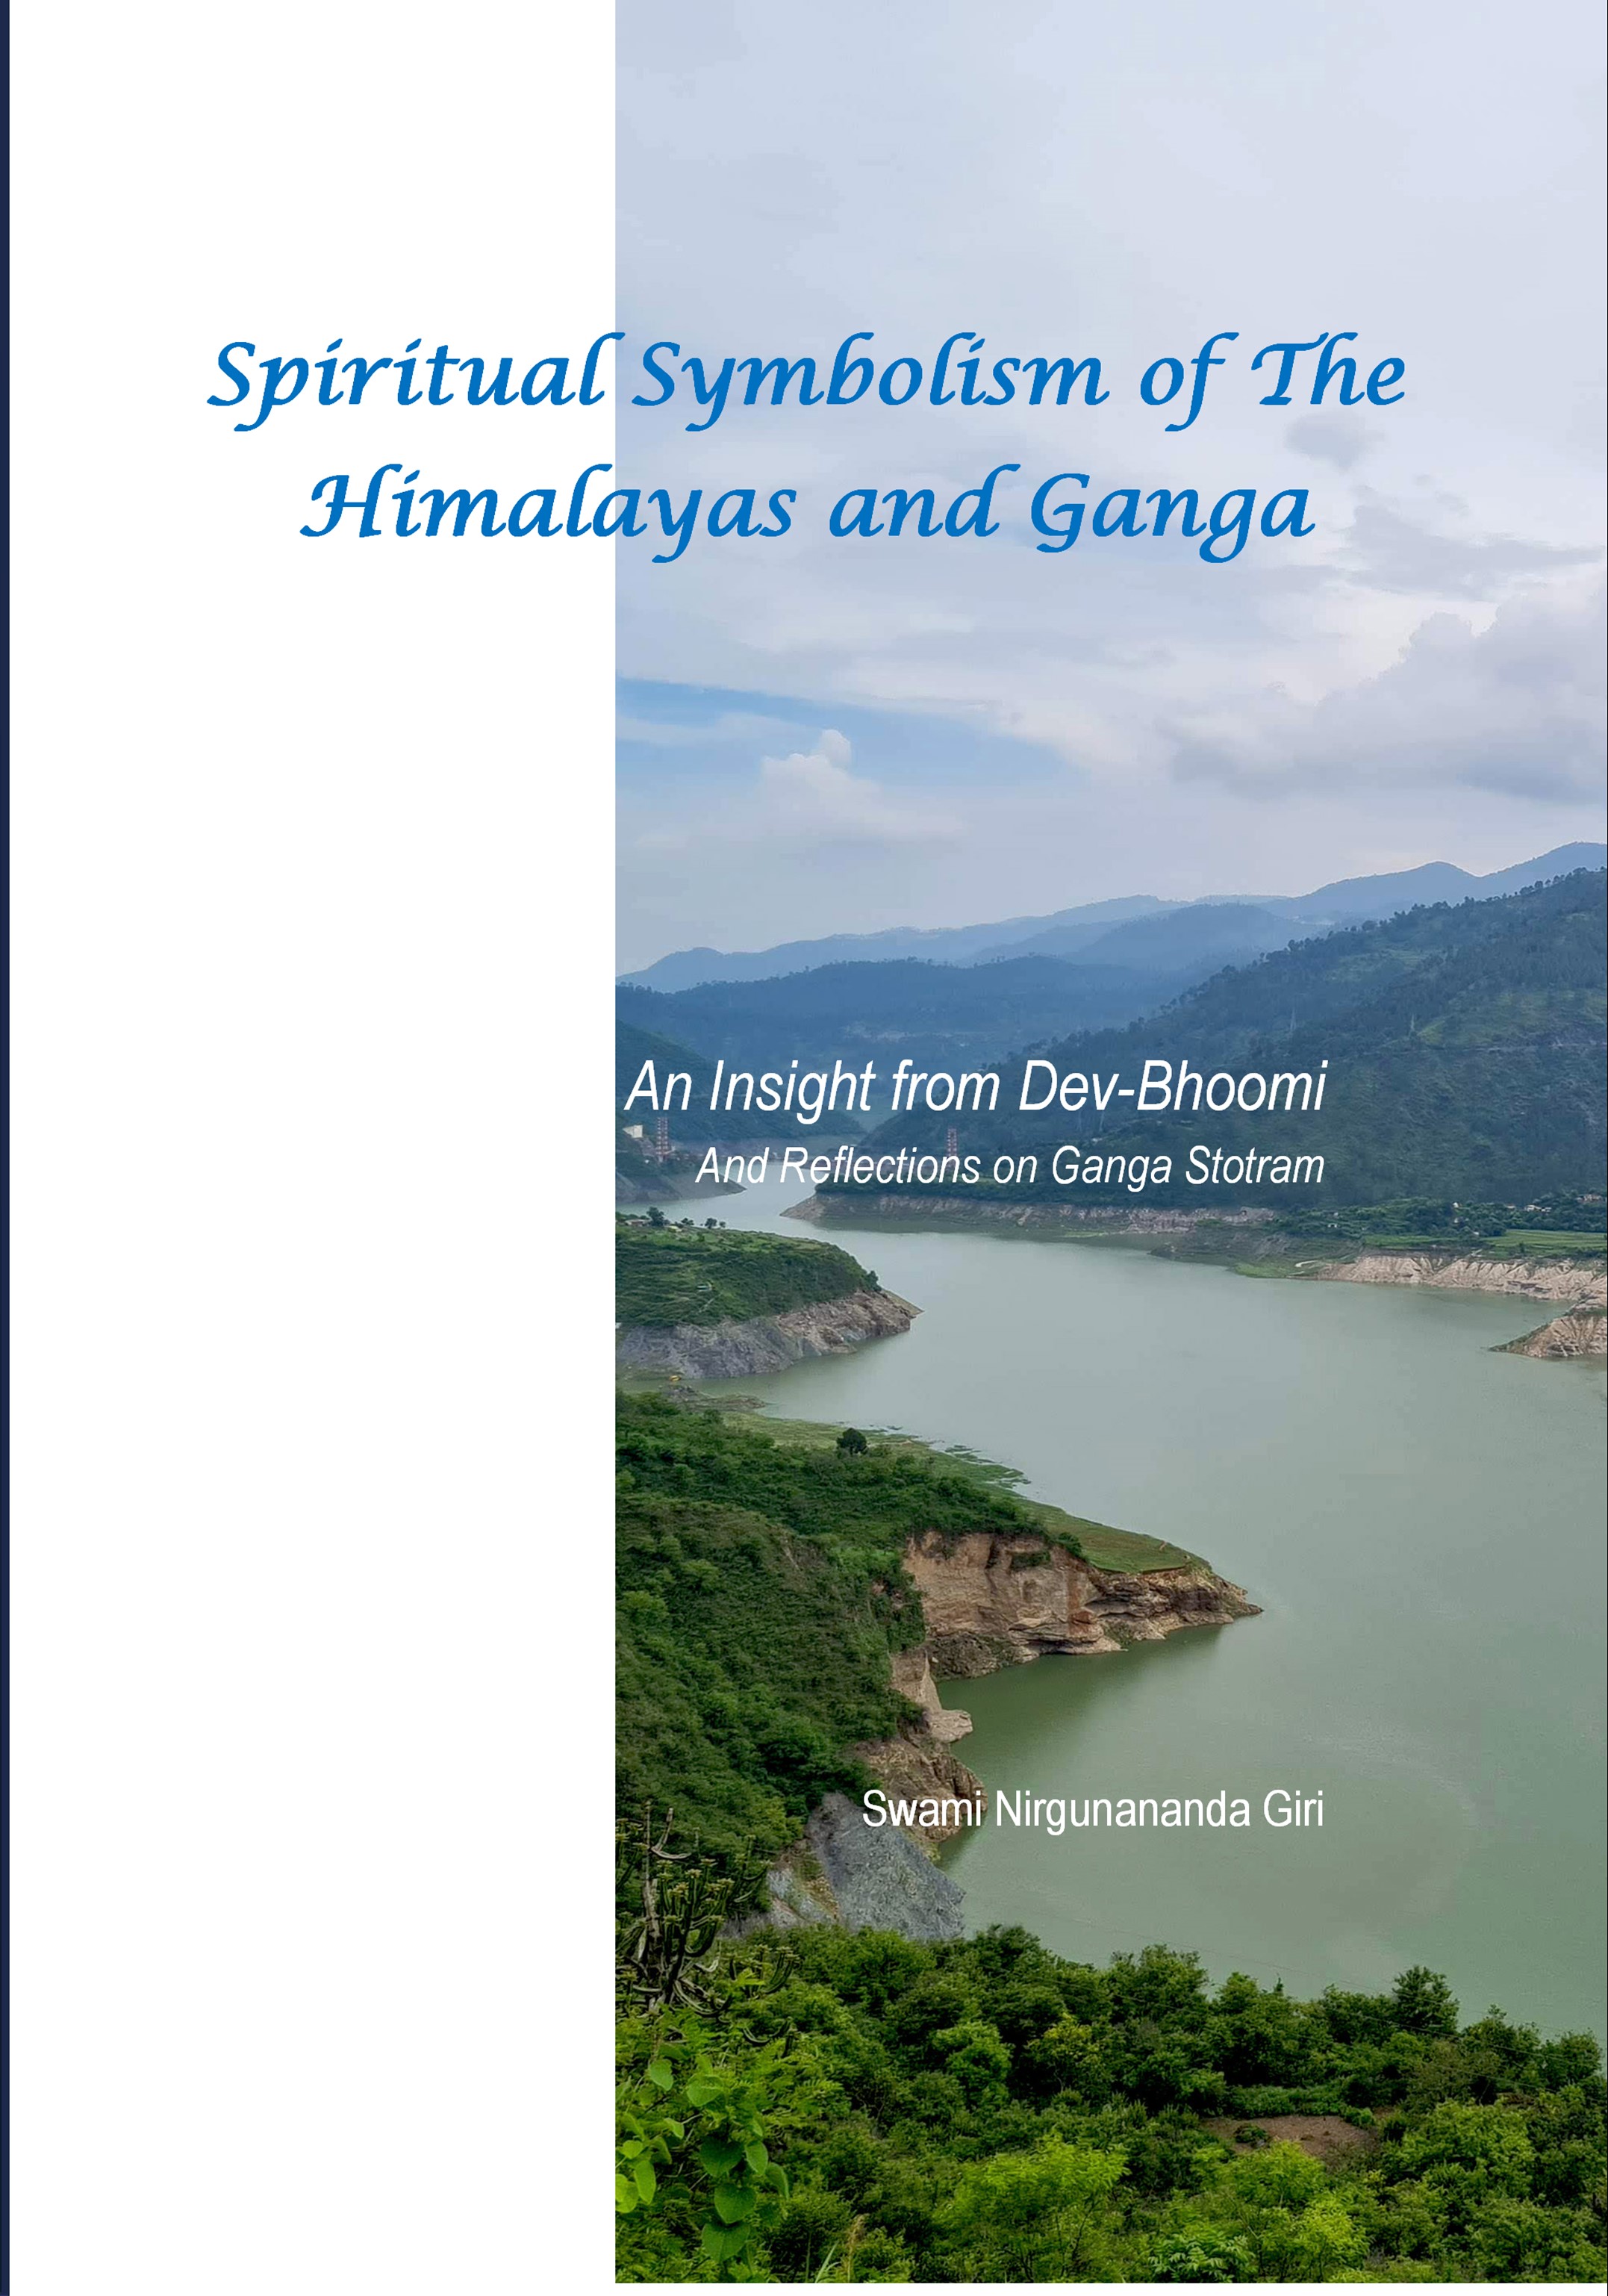 Spiritual Symbolism of The
Himalayas and Ganga
An Insight from Dev-Bhoomi
And Reflections on Ganga Stotram
Swami Nirgunananda Giri